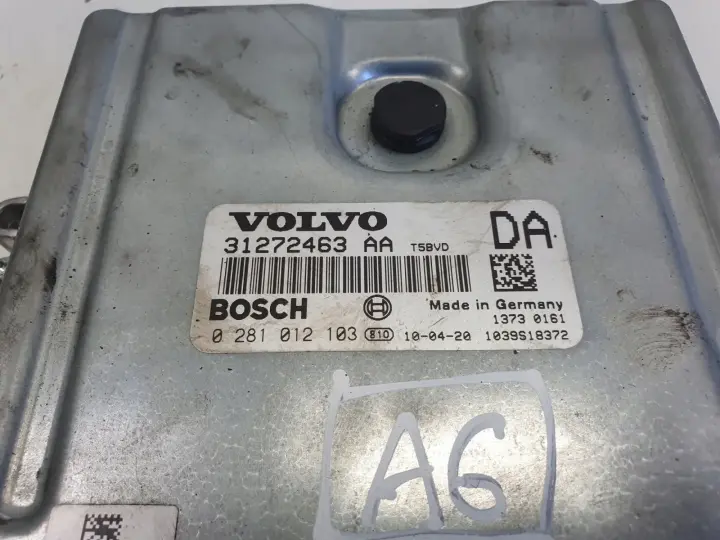 VOLVO
31272463 AA T5BVD DA
BOSCH Made in Germany
1373 0161
0 281 012 103 810 10-04-20 1039S18372
A6